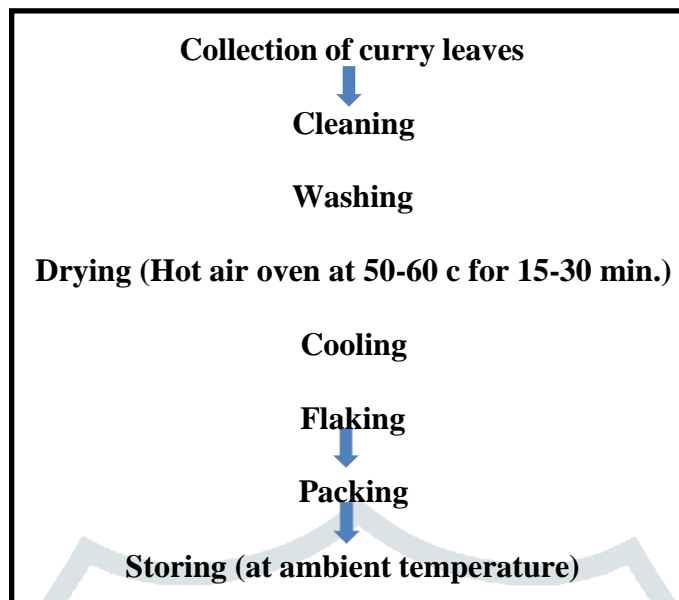 Collection of curry leaves
Cleaning
Washing
Drying (Hot air oven at 50-60 c for 15-30 min.)
Cooling
Flaking
Packing
Storing (at ambient temperature)